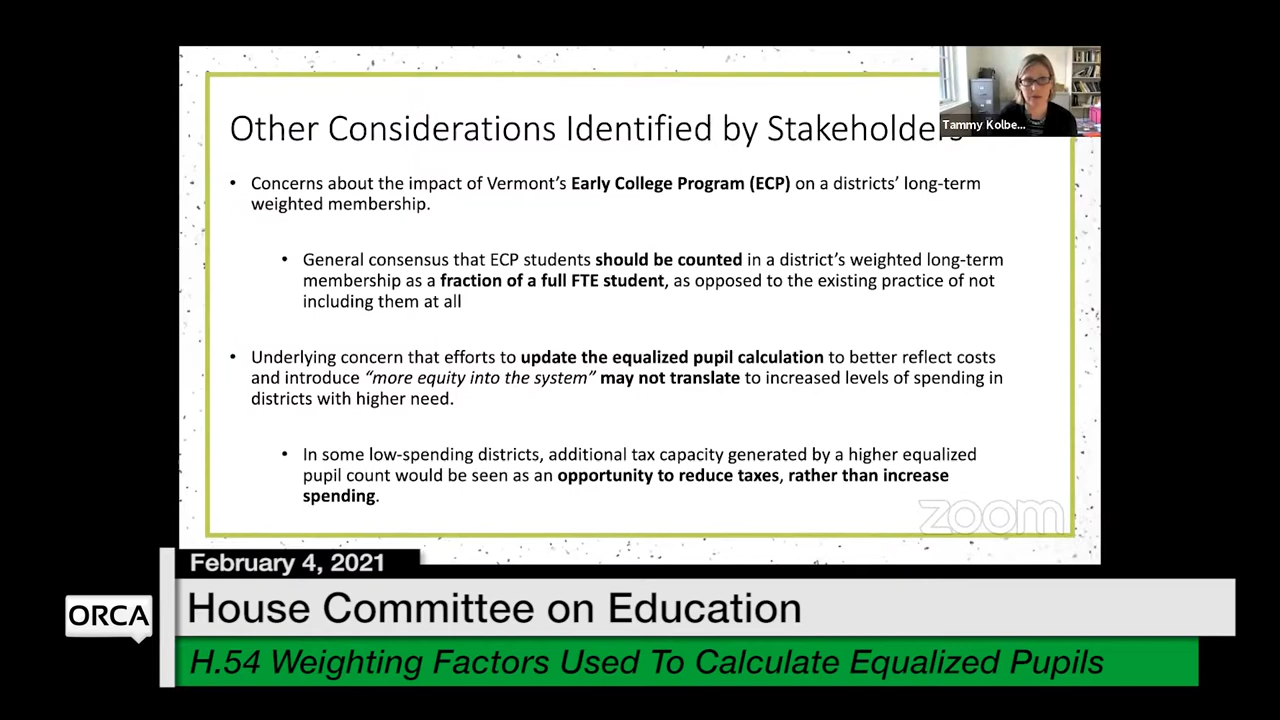 Other Considerations Identified by Stakeholders
Tammy Kolbe...
• Concerns about the impact of Vermont's Early College Program (ECP) on a districts' long-term
weighted membership.
• General consensus that ECP students should be counted in a district's weighted long-term
membership as a fraction of a full FTE student, as opposed to the existing practice of not
including them at all
• Underlying concern that efforts to update the equalized pupil calculation to better reflect costs
and introduce "more equity into the system" may not translate to increased levels of spending in
districts with higher need.
• In some low-spending districts, additional tax capacity generated by a higher equalized
pupil count would be seen as an opportunity to reduce taxes, rather than increase
spending.
zoom
February 4, 2021
ORCA
House Committee on Education
H.54 Weighting Factors Used To Calculate Equalized Pupils